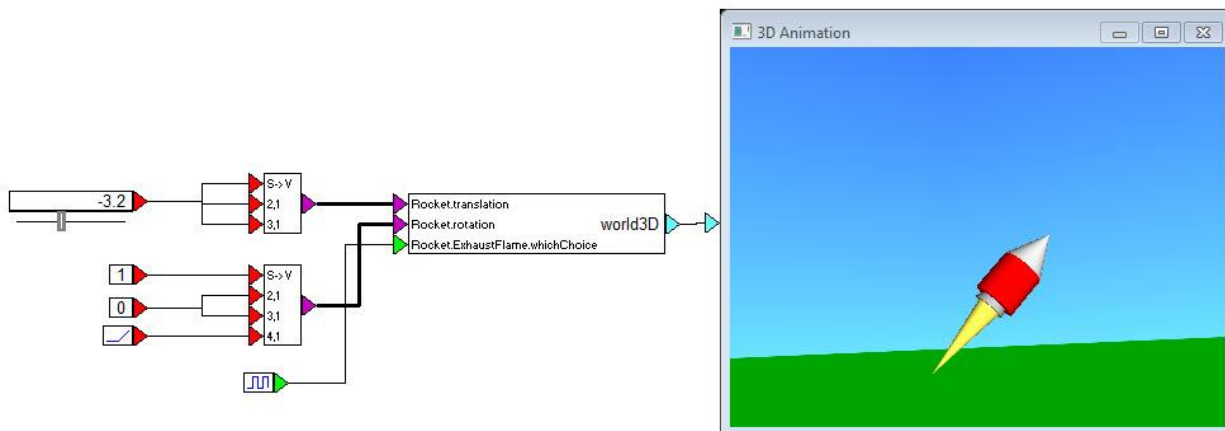 3D Animation
-3.2
S->V
2,1
3,1
Rocket.translation
Rocket.rotation
Rocket.ExhaustFlame.whichChoice
world3D
1
0
S->V
2,1
3,1
4,1